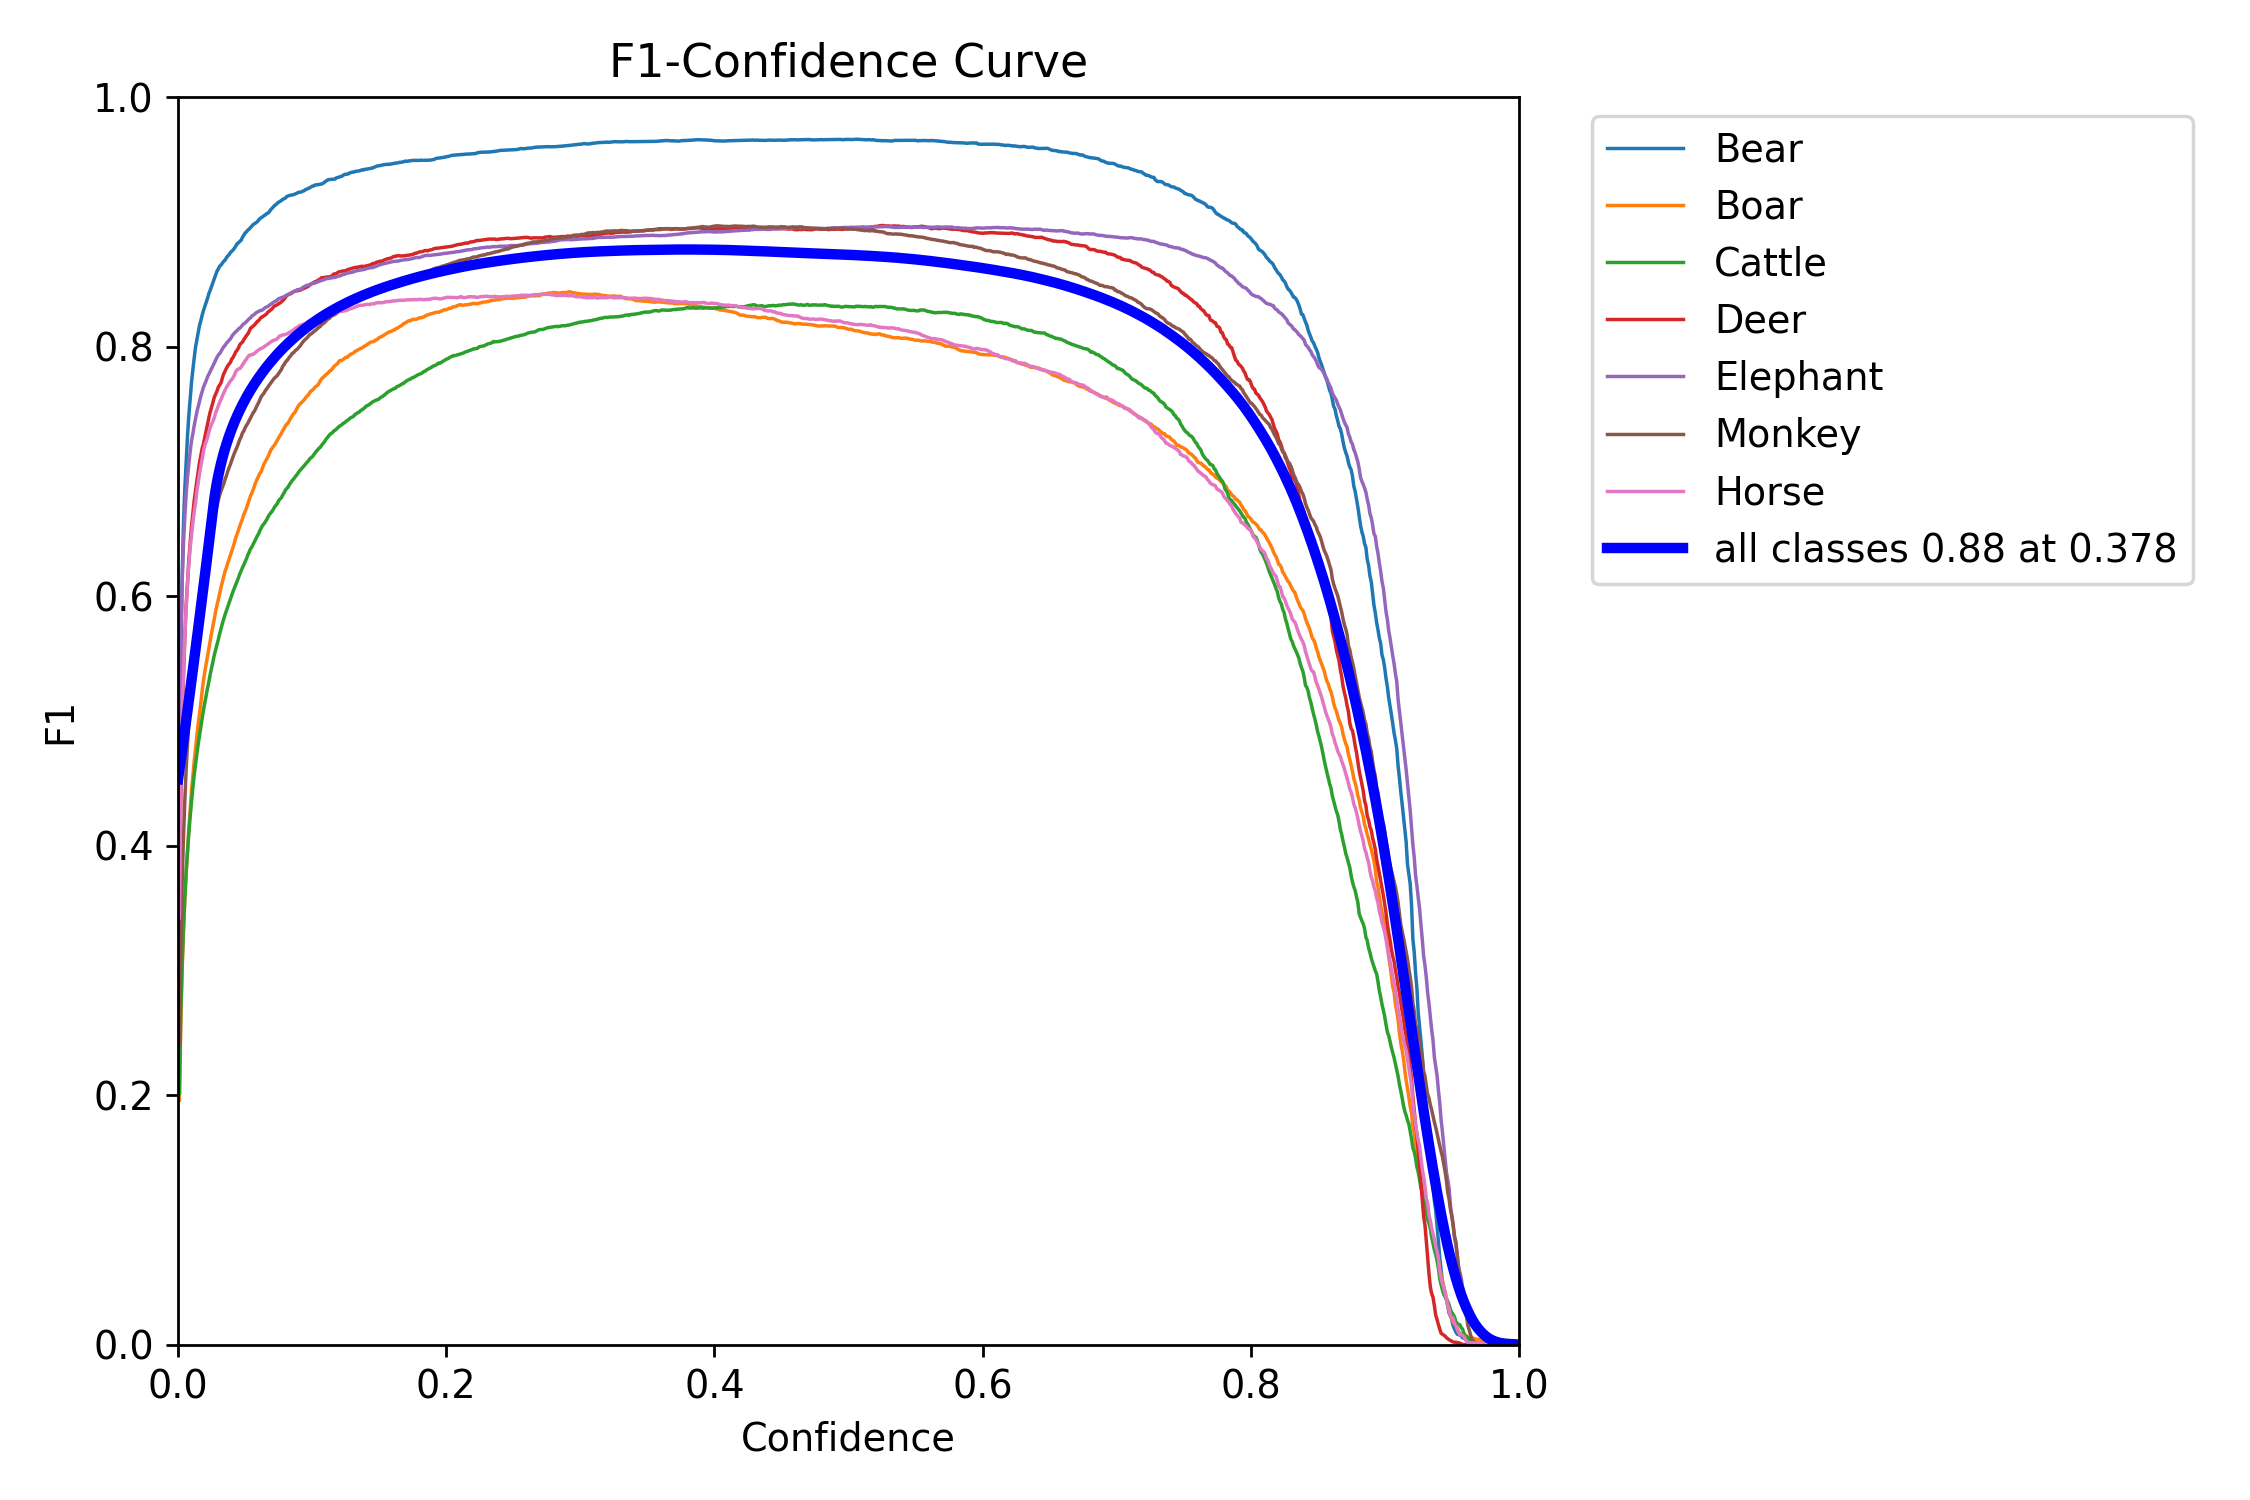 F1-Confidence Curve
1.0
0.8
0.6
0.4
0.2
0.0
F1
0.0 0.2 0.4 0.6 0.8 1.0
Confidence
Bear
Boar
Cattle
Deer
Elephant
Monkey
Horse
all classes 0.88 at 0.378